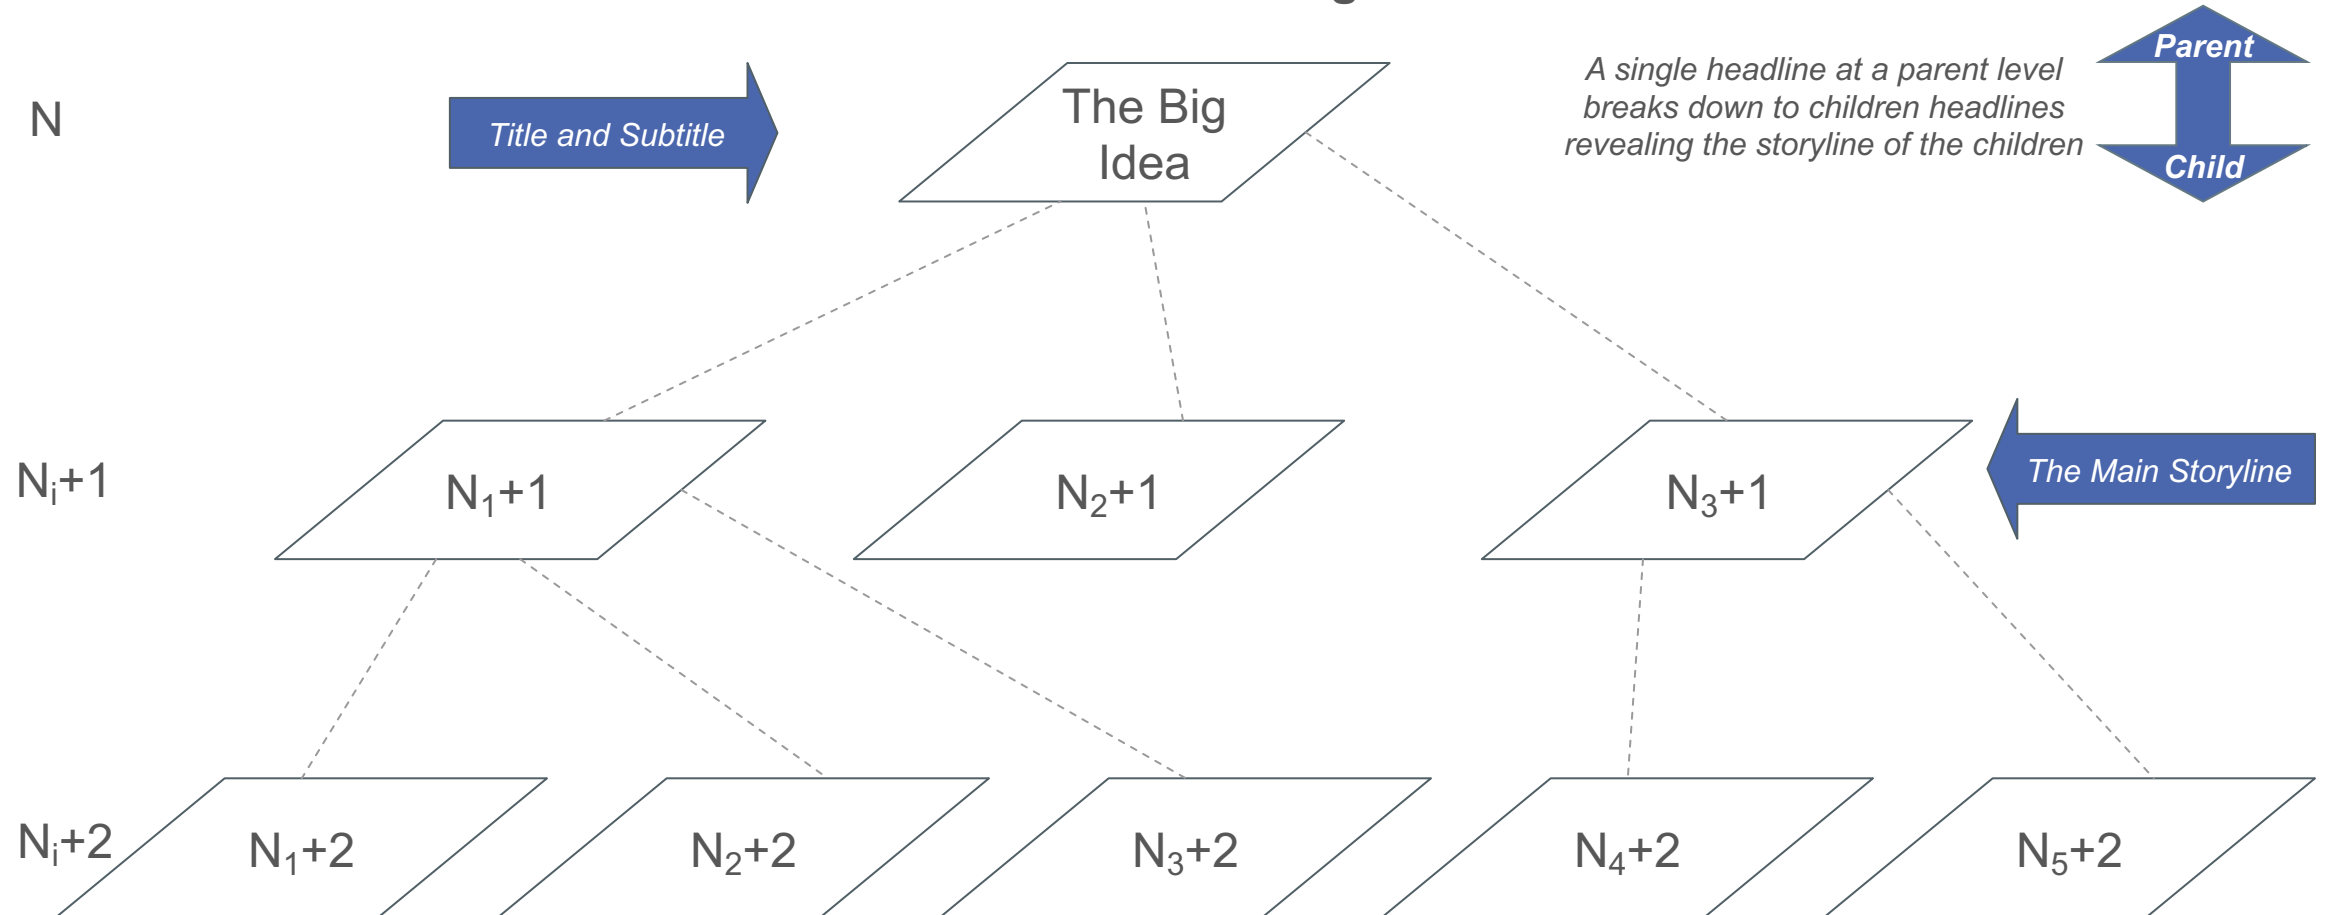 Parent
A single headline at a parent level
breaks down to children headlines
revealing the storyline of the children
Child
N
Title and Subtitle
The Big
Idea
Nᵢ+1
N₁+1
N₂+1
N₃+1
The Main Storyline
Nᵢ+2
N₁+2
N₂+2
N₃+2
N₄+2
N₅+2